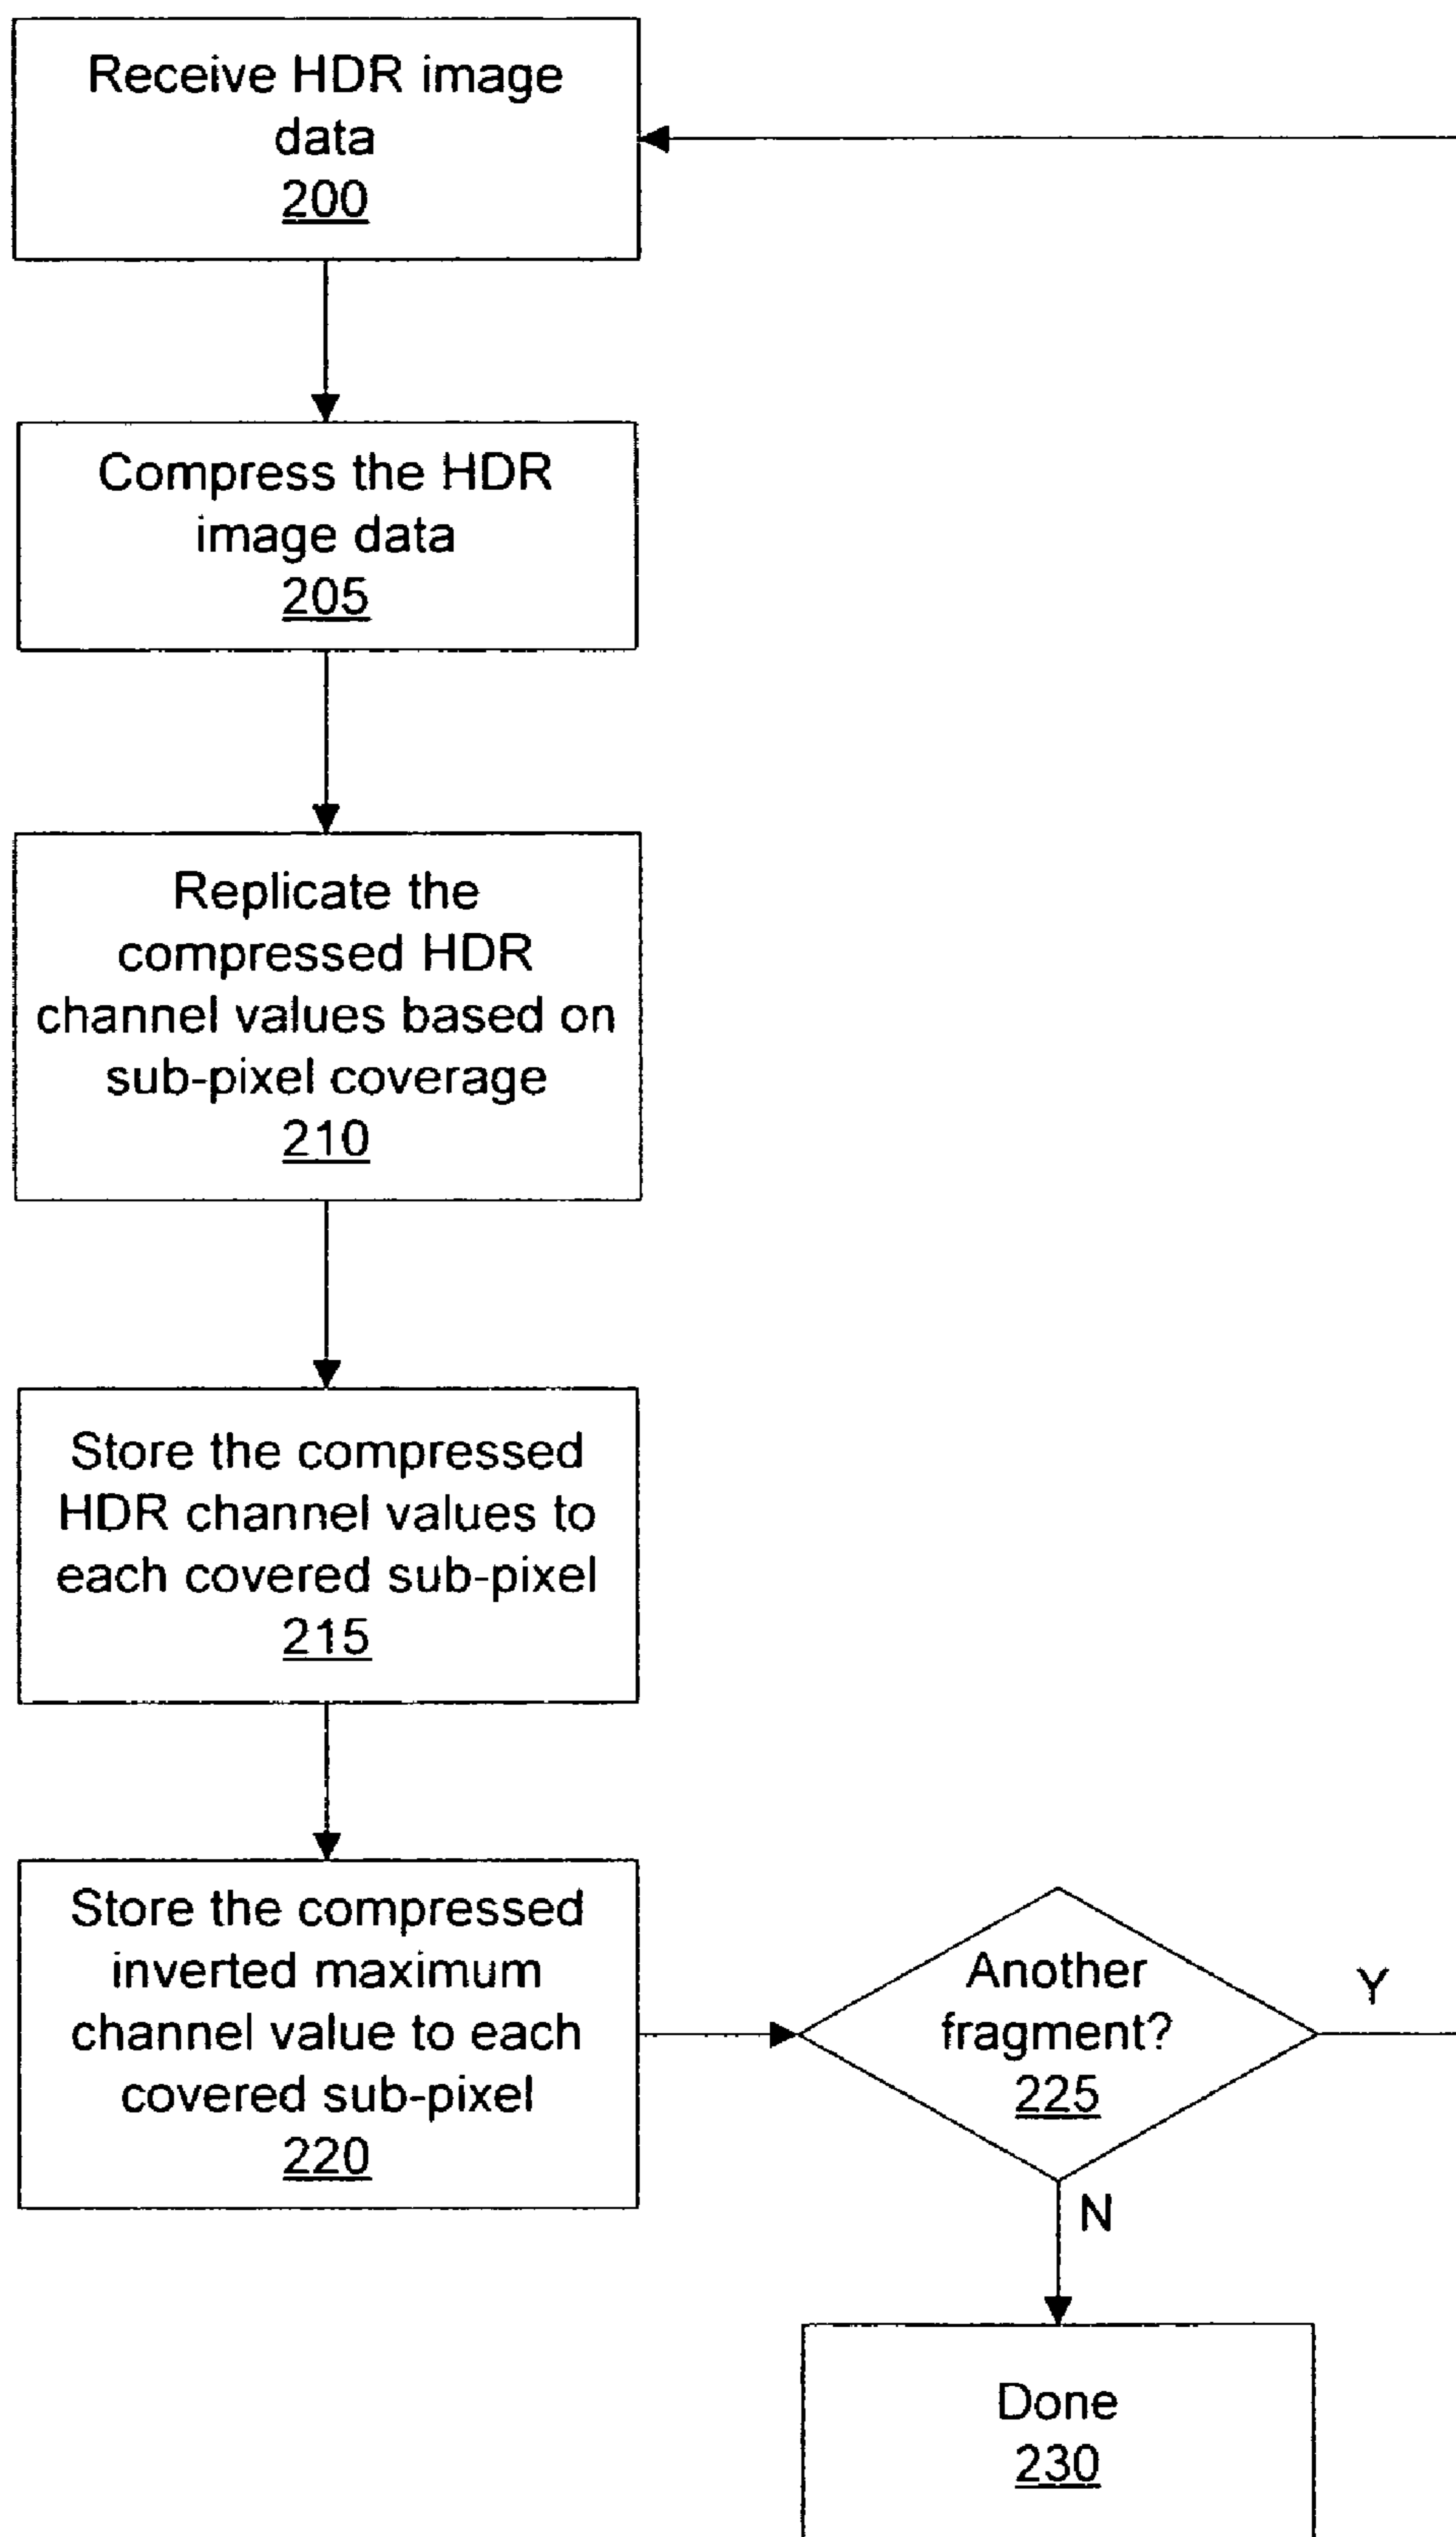 Receive HDR image
data
200
Compress the HDR
image data
205
Replicate the
compressed HDR
channel values based on
sub-pixel coverage
210
Store the compressed
HDR channel values to
each covered sub-pixel
215
Store the compressed
inverted maximum
channel value to each
covered sub-pixel
220
Another
fragment?
225
Y
N
Done
230